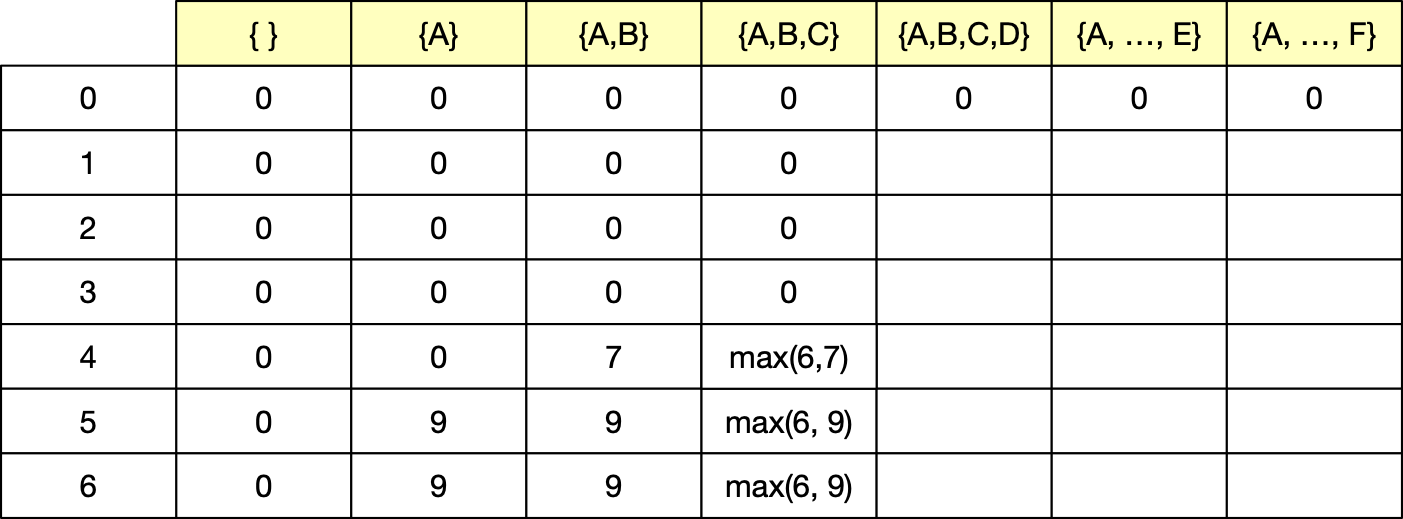 { } {A} {A,B} {A,B,C} {A,B,C,D} {A, …, E} {A, …, F}
0 0 0 0 0 0 0 0
1 0 0 0 0
2 0 0 0 0
3 0 0 0 0
4 0 0 7 max(6,7)
5 0 9 9 max(6, 9)
6 0 9 9 max(6, 9)